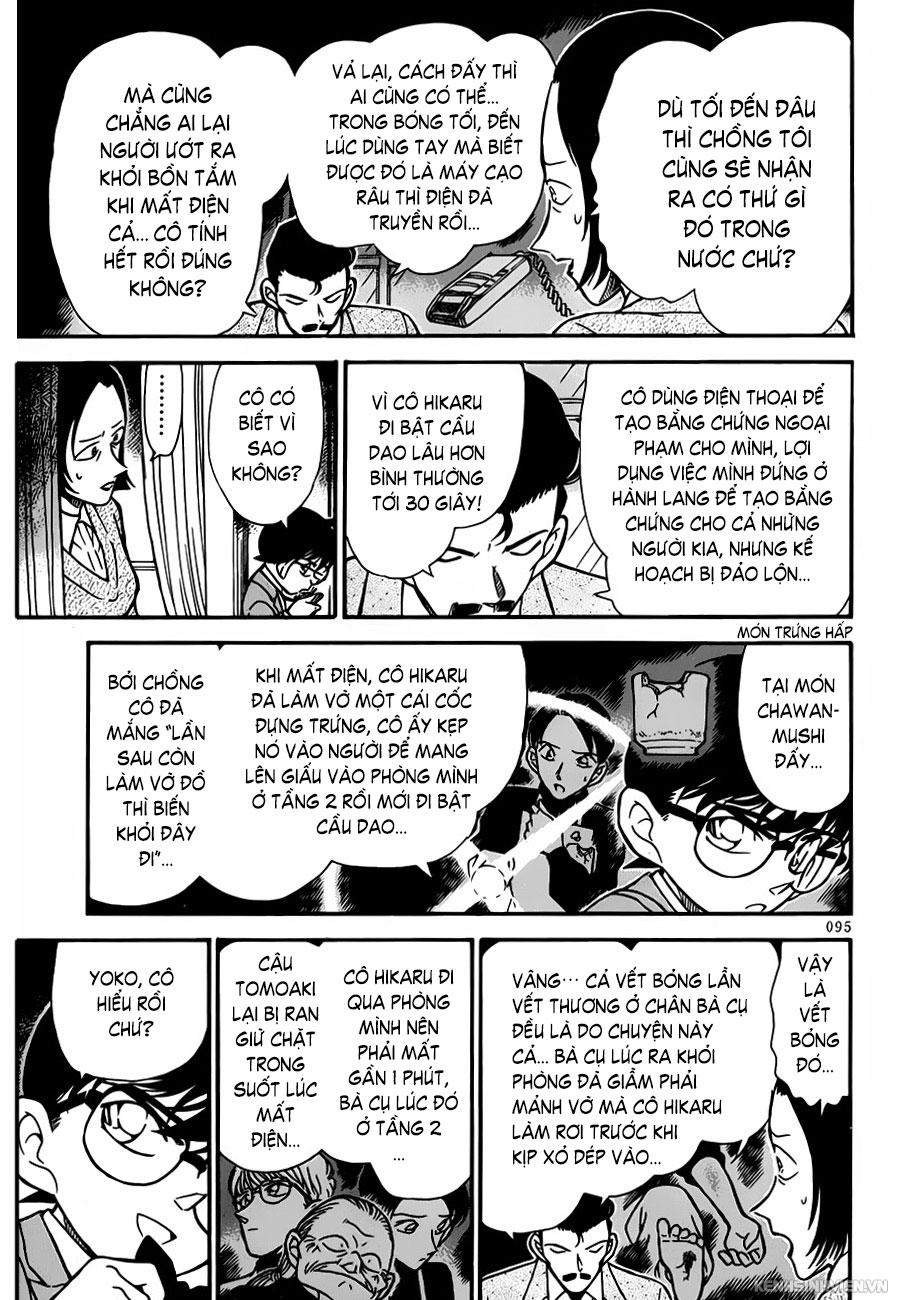 DÙ TỐI ĐẾN ĐÂU
THÌ CHỒNG TÔI
CŨNG SẼ NHẬN
RA CÓ THỨ GÌ
ĐÓ TRONG
NƯỚC CHỨ?
VẢ LẠI, CÁCH ĐẤY THÌ
AI CŨNG CÓ THỂ...
TRONG BÓNG TỐI, ĐẾN
LÚC DÙNG TAY MÀ BIẾT
ĐƯỢC ĐÓ LÀ MÁY CẠO
RÂU THÌ ĐIỆN ĐÃ
TRUYỀN RỒI...
MÀ CŨNG
CHẲNG AI LẠI
NGƯỜI ƯỚT RA
KHỎI BỒN TẮM
KHI MẤT ĐIỆN
CẢ... CÔ TÍNH
HẾT RỒI ĐÚNG
KHÔNG?
CÔ DÙNG ĐIỆN THOẠI ĐỂ
TẠO BẰNG CHỨNG NGOẠI
PHẠM CHO MÌNH, LỢI
DỤNG VIỆC MÌNH ĐỨNG Ở
HÀNH LANG ĐỂ TẠO BẰNG
CHỨNG CHO CẢ NHỮNG
NGƯỜI KIA, NHƯNG KẾ
HOẠCH BỊ ĐẢO LỘN...
VÌ CÔ HIKARU
ĐI BẬT CẦU
DAO LÂU HƠN
BÌNH THƯỜNG
TỚI 30 GIÂY!
CÔ CÓ
BIẾT VÌ
SAO
KHÔNG?
.........
MÓN TRỨNG HẤP
TẠI MÓN
CHAWAN-
MUSHI
ĐẤY...
KHI MẤT ĐIỆN, CÔ HIKARU
ĐÃ LÀM VỠ MỘT CÁI CỐC
ĐỰNG TRỨNG, CÔ ẤY KẸP
NÓ VÀO NGƯỜI ĐỂ MANG
LÊN GIẤU VÀO PHÒNG MÌNH
Ở TẦNG 2 RỒI MỚI ĐI BẬT
CẦU DAO...
BỞI CHỒNG
CÔ ĐÃ
MẮNG "LẦN
SAU CÒN
LÀM VỠ ĐỒ
THÌ BIẾN
KHỎI ĐÂY
ĐI"...
095
VẬY
LÀ
VẾT
BỎNG
ĐÓ...
VÂNG... CẢ VẾT BỎNG LẪN
VẾT THƯƠNG Ở CHÂN BÀ CỤ
ĐỀU LÀ DO CHUYỆN NÀY
CẢ... BÀ CỤ LÚC RA KHỎI
PHÒNG ĐÃ GIẪM PHẢI
MẢNH VỠ MÀ CÔ HIKARU
LÀM RƠI TRƯỚC KHI
KỊP XỎ DÉP VÀO...
CÔ HIKARU ĐI
QUA PHÒNG
MÌNH NÊN
PHẢI MẤT
GẦN 1 PHÚT,
BÀ CỤ LÚC ĐÓ
Ở TẦNG 2
...
CẬU
TOMOAKI
LẠI BỊ RAN
GIỮ CHẶT
TRONG
SUỐT LÚC
MẤT
ĐIỆN...
YOKO, CÔ
HIỂU RỒI
CHỨ?
KENHSINHVIEN.VN